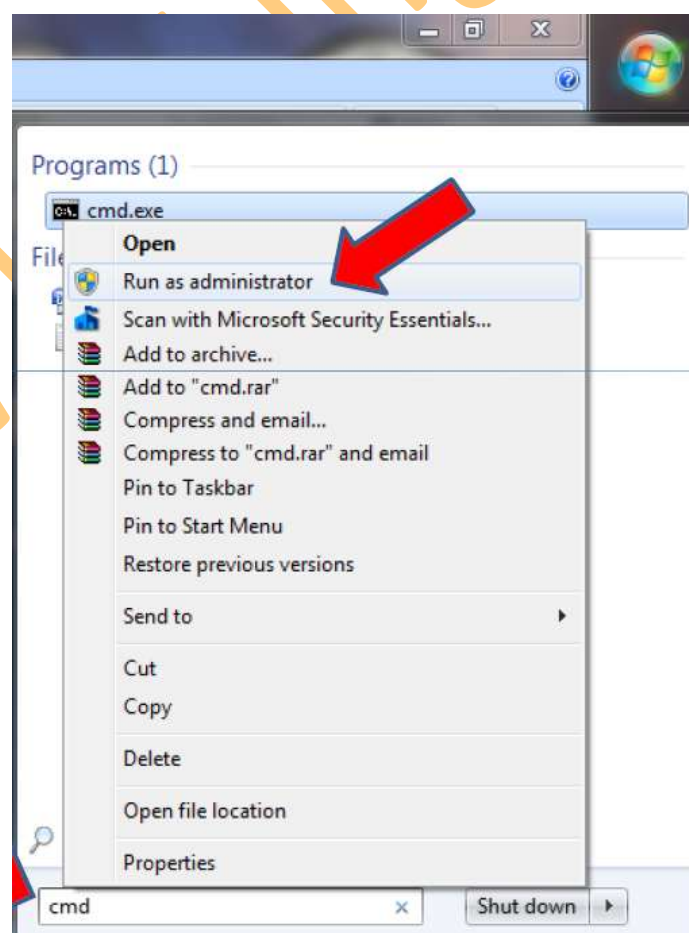 Programs (1)
cmd.exe
Open
File
Run as administrator
Scan with Microsoft Security Essentials...
Add to archive...
Add to "cmd.rar"
Compress and email...
Compress to "cmd.rar" and email
Pin to Taskbar
Pin to Start Menu
Restore previous versions
Send to
Cut
Copy
Delete
Open file location
Properties
cmd
Shut down